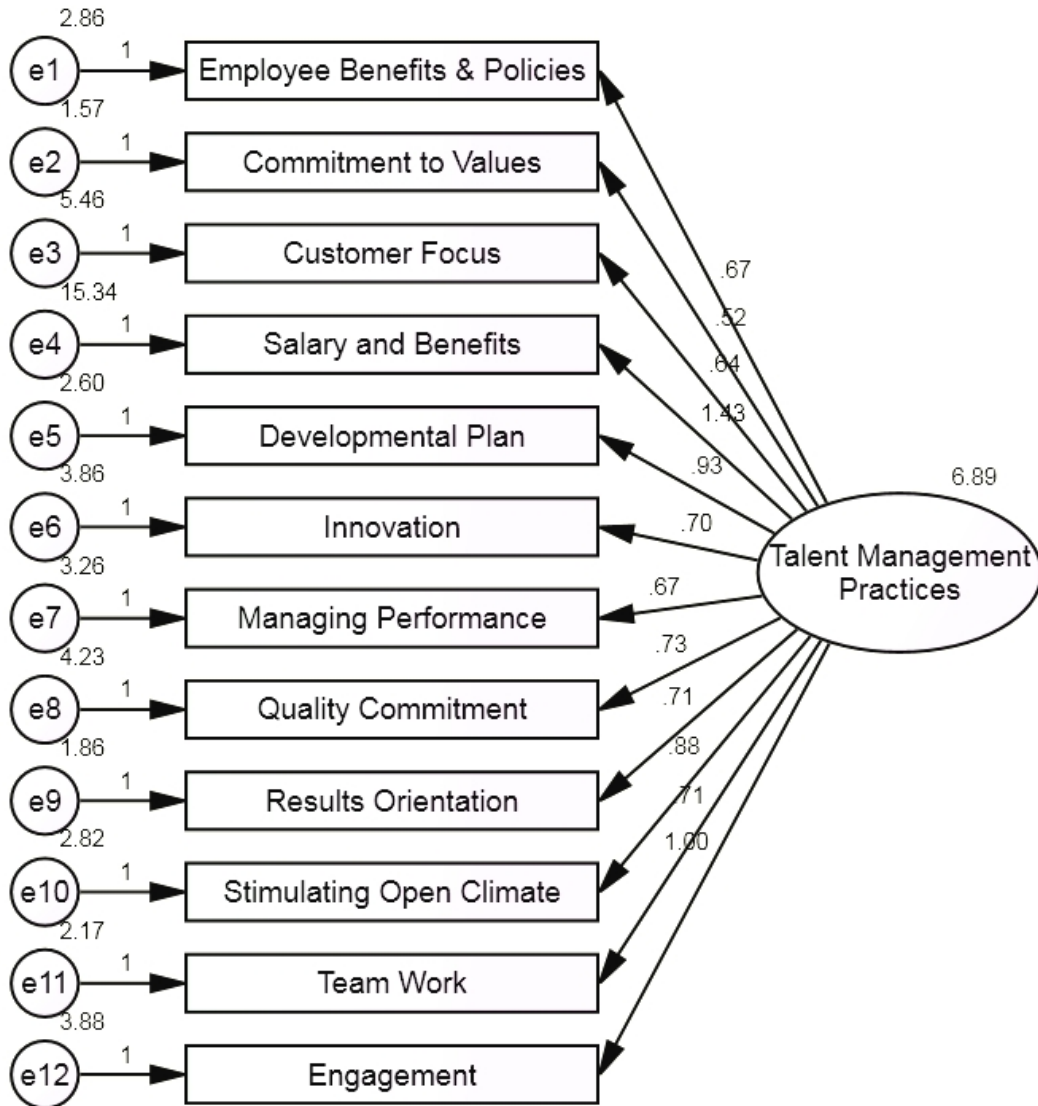 2.86
e1
1
Employee Benefits & Policies
1.57
e2
1
Commitment to Values
5.46
e3
1
Customer Focus
15.34
e4
1
Salary and Benefits
2.60
e5
1
Developmental Plan
3.86
e6
1
Innovation
3.26
e7
1
Managing Performance
4.23
e8
1
Quality Commitment
1.86
e9
1
Results Orientation
2.82
e10
1
Stimulating Open Climate
2.17
e11
1
Team Work
3.88
e12
1
Engagement
.67
.52
.64
1.43
.93
.70
.67
.73
.71
.88
.71
1.00
6.89
Talent Management
Practices